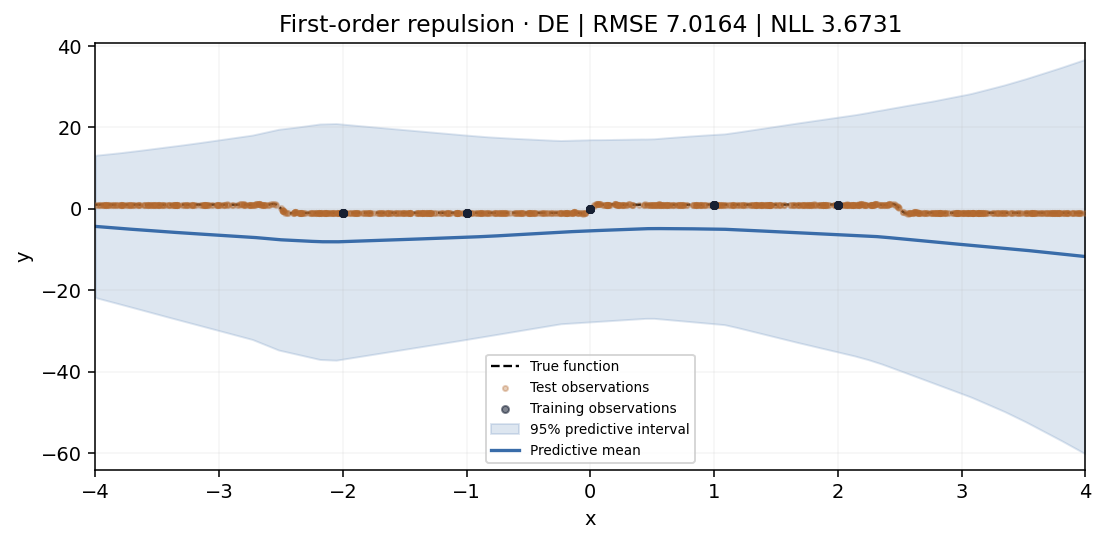 First-order repulsion · DE | RMSE 7.0164 | NLL 3.6731
40
20
0
−20
−40
−60
y
True function
Test observations
Training observations
95% predictive interval
Predictive mean
−4 −3 −2 −1 0 1 2 3 4
x